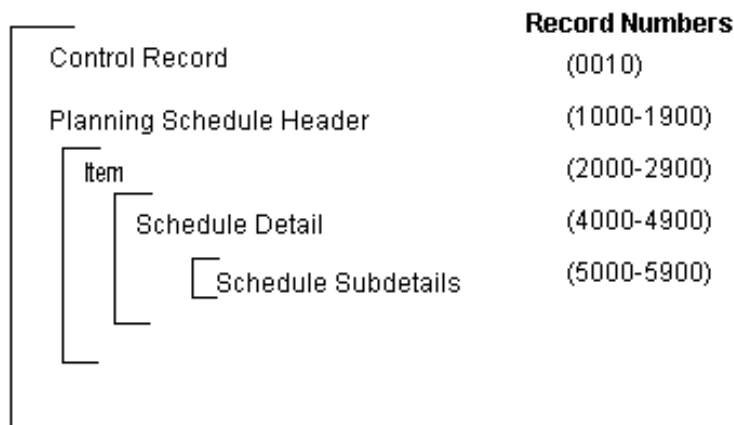 Record Numbers
Control Record (0010)
Planning Schedule Header (1000-1900)
Item (2000-2900)
Schedule Detail (4000-4900)
Schedule Subdetails (5000-5900)